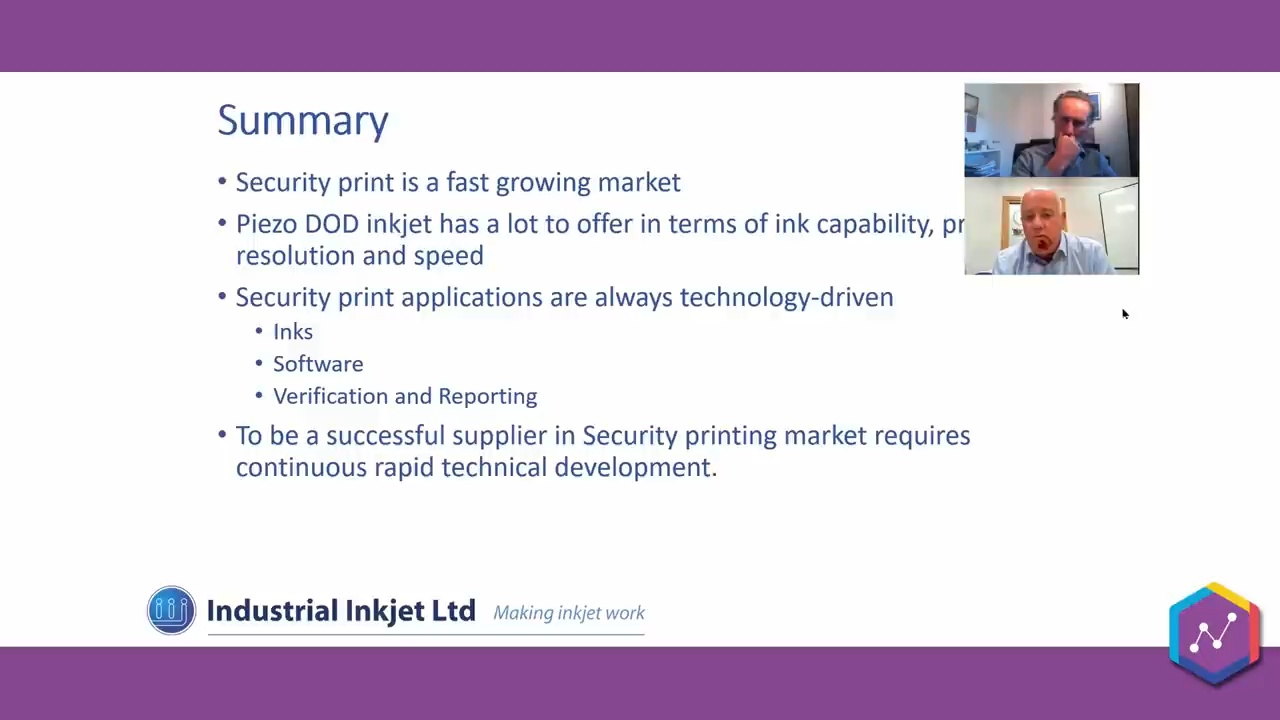 Summary
• Security print is a fast growing market
• Piezo DOD inkjet has a lot to offer in terms of ink capability,
resolution and speed
• Security print applications are always technology-driven
• Inks
• Software
• Verification and Reporting
• To be a successful supplier in Security printing market requires
continuous rapid technical development.
Industrial Inkjet Ltd Making inkjet work